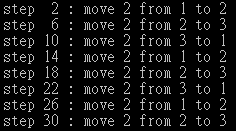 step  2 : move 2 from 1 to 2
step  6 : move 2 from 2 to 3
step 10 : move 2 from 3 to 1
step 14 : move 2 from 1 to 2
step 18 : move 2 from 2 to 3
step 22 : move 2 from 3 to 1
step 26 : move 2 from 1 to 2
step 30 : move 2 from 2 to 3